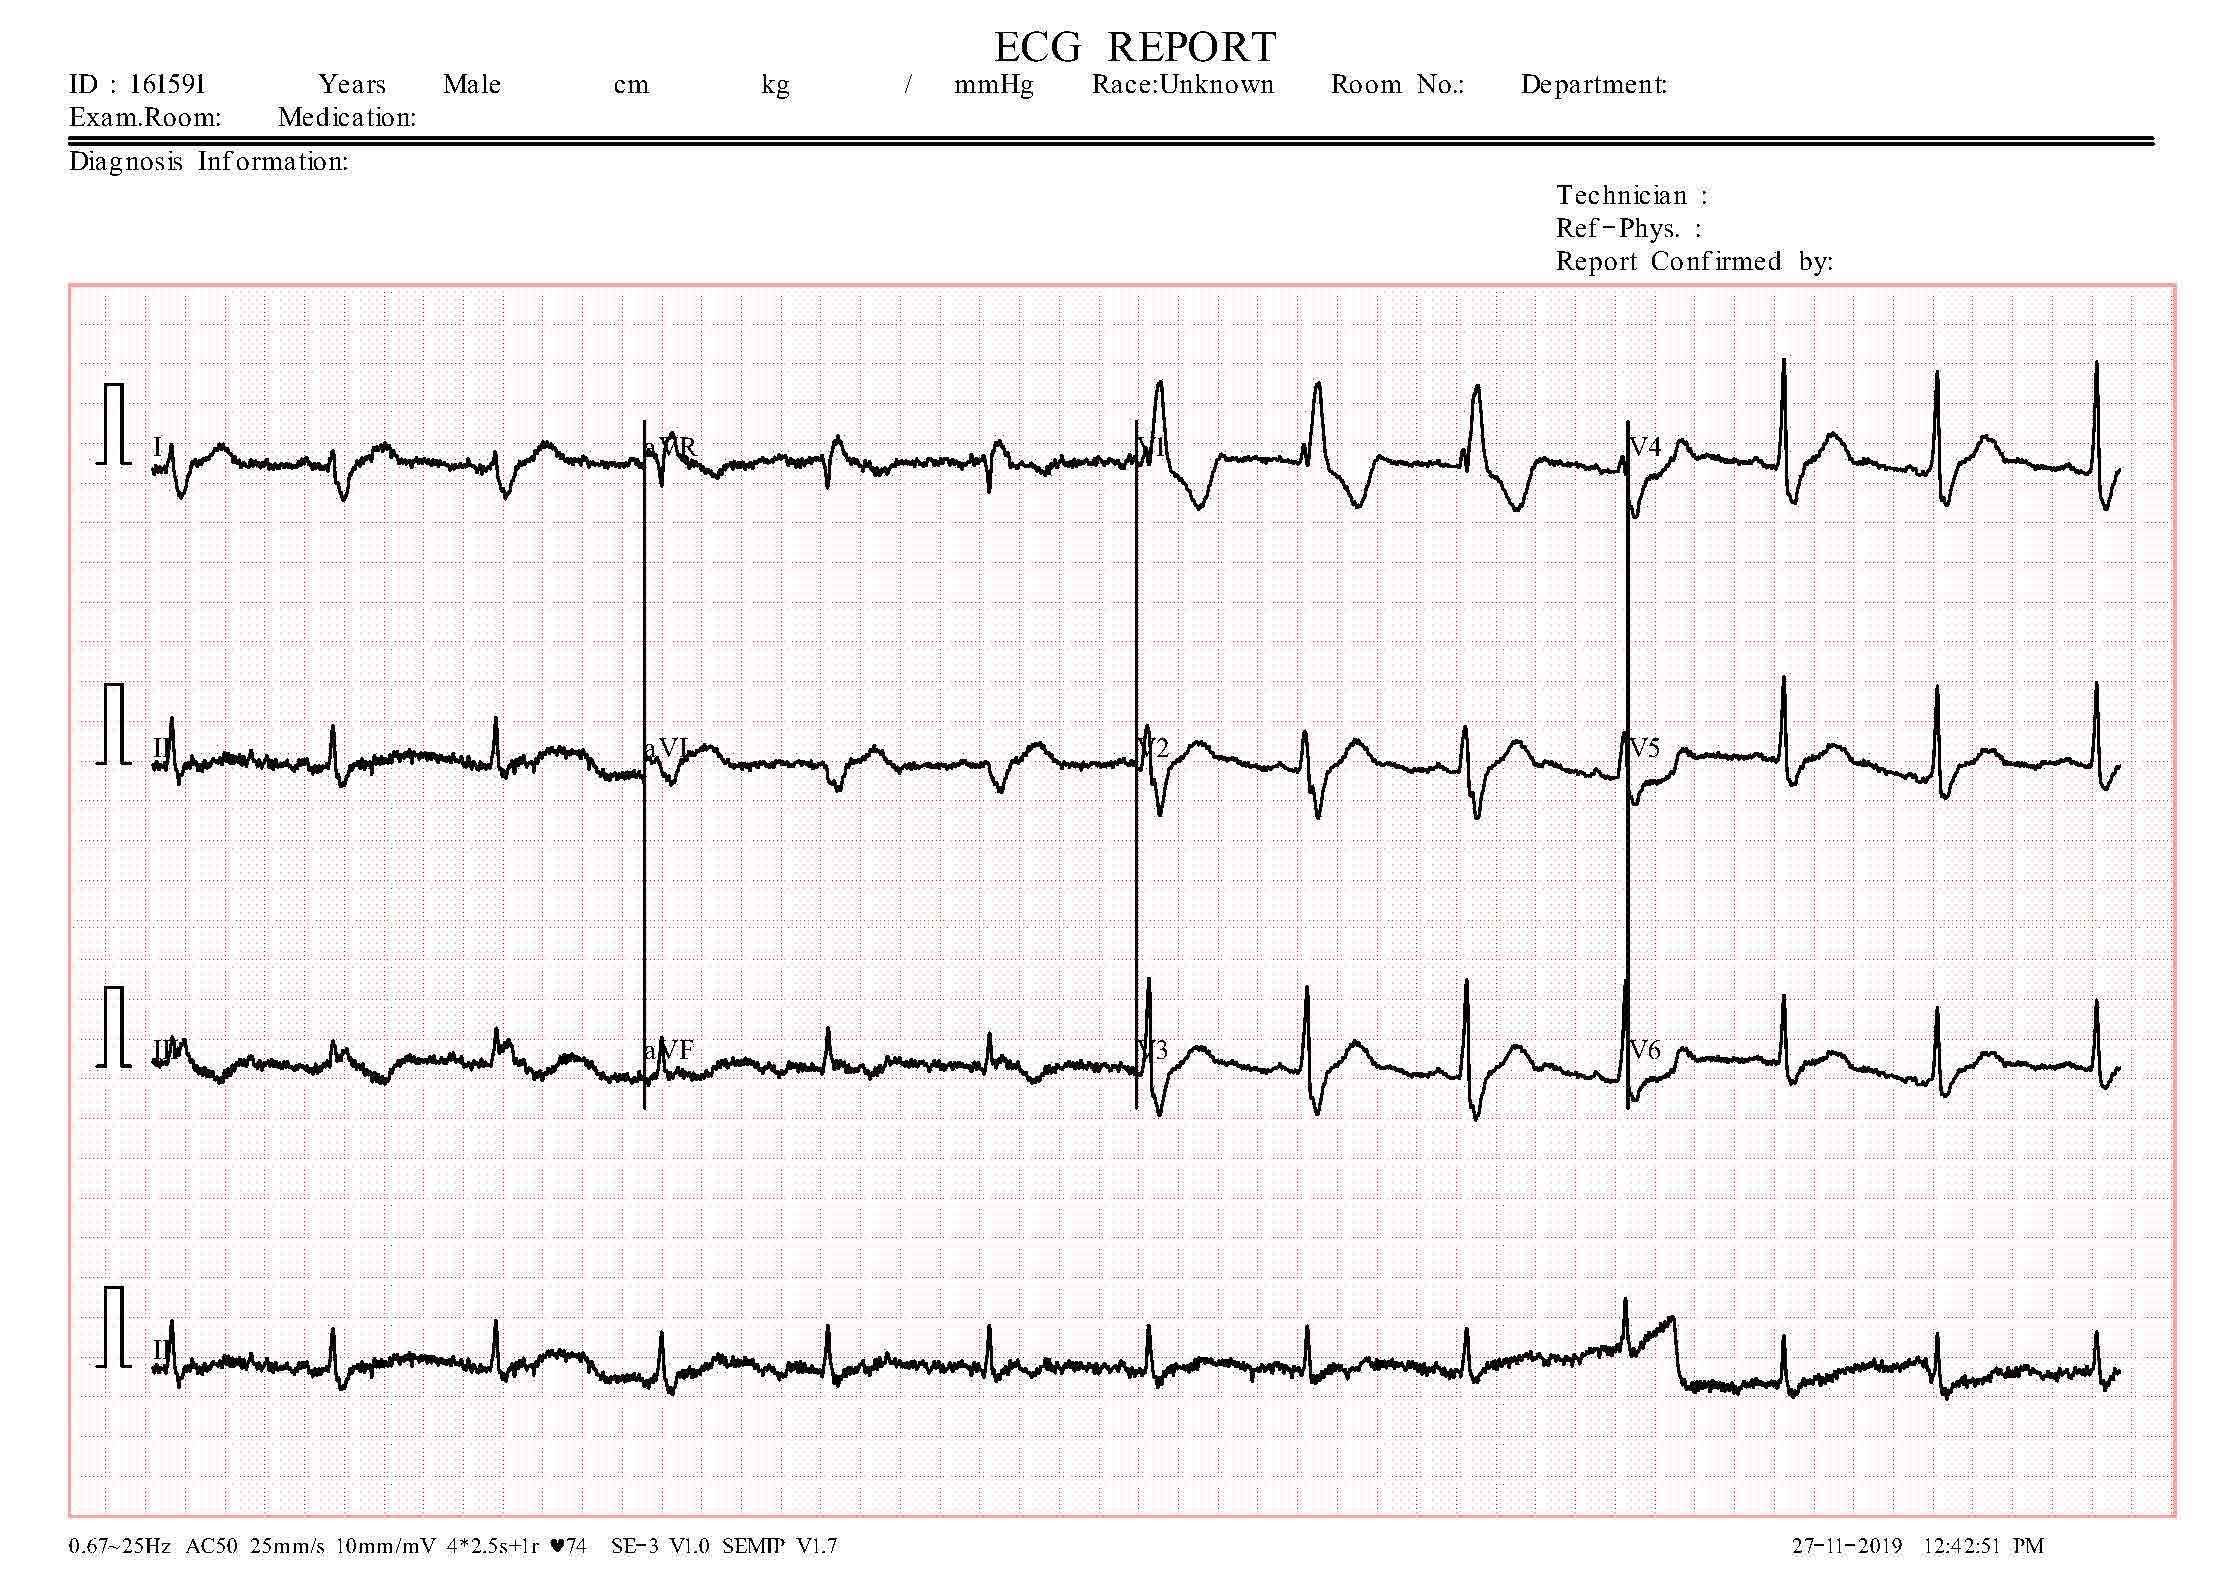 ECG REPORT
ID : 161591 Years Male cm kg / mmHg Race:Unknown Room No.: Department:
Exam.Room: Medication:
Diagnosis Information:
Technician :
Ref-Phys. :
Report Confirmed by:
I aVR V1 V4
II aVL V2 V5
III aVF V3 V6
II
0.67~25Hz AC50 25mm/s 10mm/mV 4*2.5s+1r ♥74 SE-3 V1.0 SEMIP V1.7
27-11-2019 12:42:51 PM